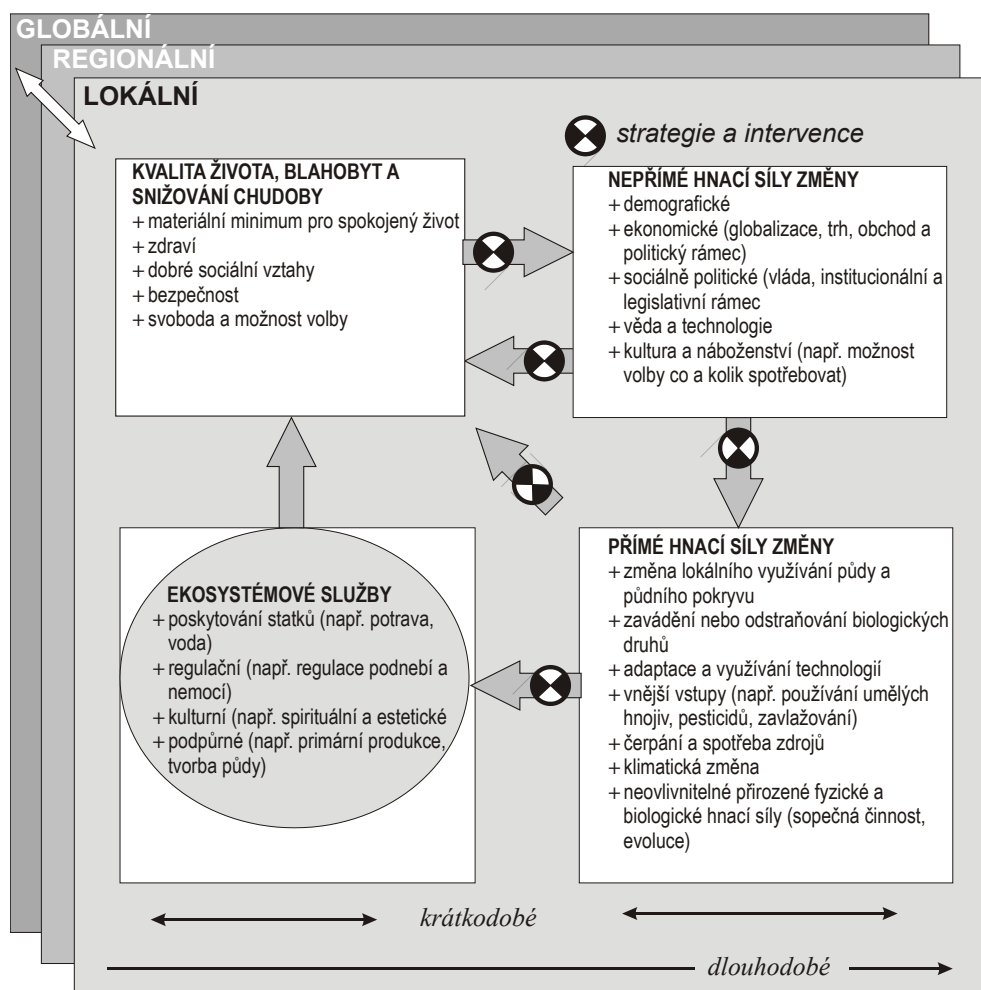 GLOBÁLNÍ
REGIONÁLNÍ
LOKÁLNÍ
strategie a intervence
KVALITA ŽIVOTA, BLAHOBYT A
SNIŽOVÁNÍ CHUDOBY
+ materiální minimum pro spokojený život
+ zdraví
+ dobré sociální vztahy
+ bezpečnost
+ svoboda a možnost volby
NEPŘÍMÉ HNACÍ SÍLY ZMĚNY
+ demografické
+ ekonomické (globalizace, trh, obchod a
politický rámec)
+ sociálně politické (vláda, institucionální a
legislativní rámec
+ věda a technologie
+ kultura a náboženství (např. možnost
volby co a kolik spotřebovat)
EKOSYSTÉMOVÉ SLUŽBY
+ poskytování statků (např. potrava,
voda)
+ regulační (např. regulace podnebí a
nemocí)
+ kulturní (např. spirituální a estetické
+ podpůrné (např. primární produkce,
tvorba půdy)
PŘÍMÉ HNACÍ SÍLY ZMĚNY
+ změna lokálního využívání půdy a
půdního pokryvu
+ zavádění nebo odstraňování biologických
druhů
+ adaptace a využívání technologií
+ vnější vstupy (např. používání umělých
hnojiv, pesticidů, zavlažování)
+ čerpání a spotřeba zdrojů
+ klimatická změna
+ neovlivnitelné přirozené fyzické a
biologické hnací síly (sopečná činnost,
evoluce)
krátkodobé
dlouhodobé